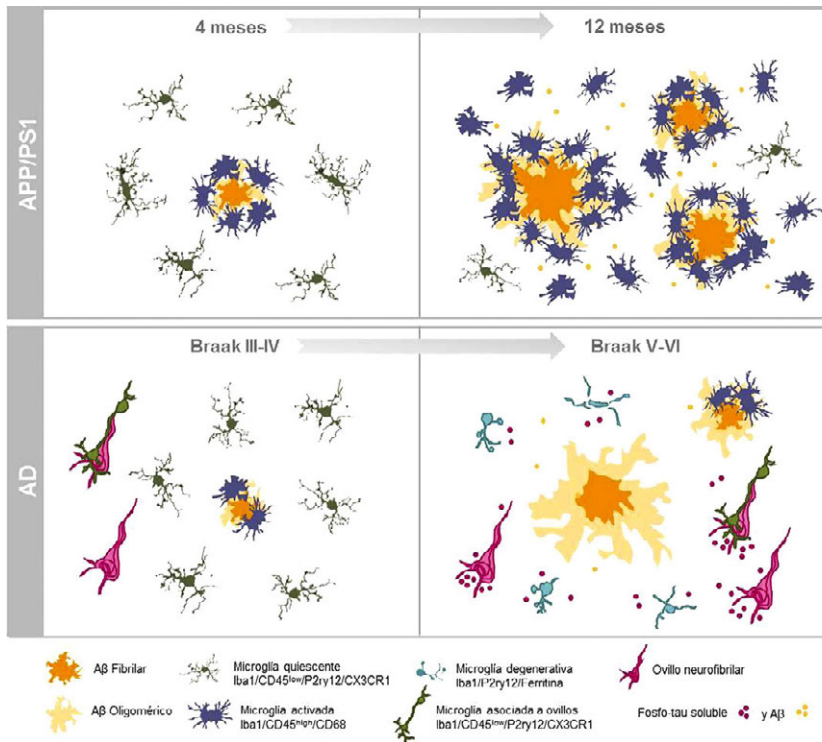 4 meses
12 meses
APP/PS1
Braak III-IV
Braak V-VI
AD
Aβ Fibrilar
Microglía quiescente
Iba1/CD45low/P2ry12/CX3CR1
Microglía degenerativa
Iba1/P2ry12/Ferritina
Ovillo neurofibrilar
Aβ Oligomérico
Microglía activada
Iba1/CD45high/CD68
Microglía asociada a ovillos
Iba1/CD45low/P2ry12/CX3CR1
Fosfo-tau soluble y Aβ